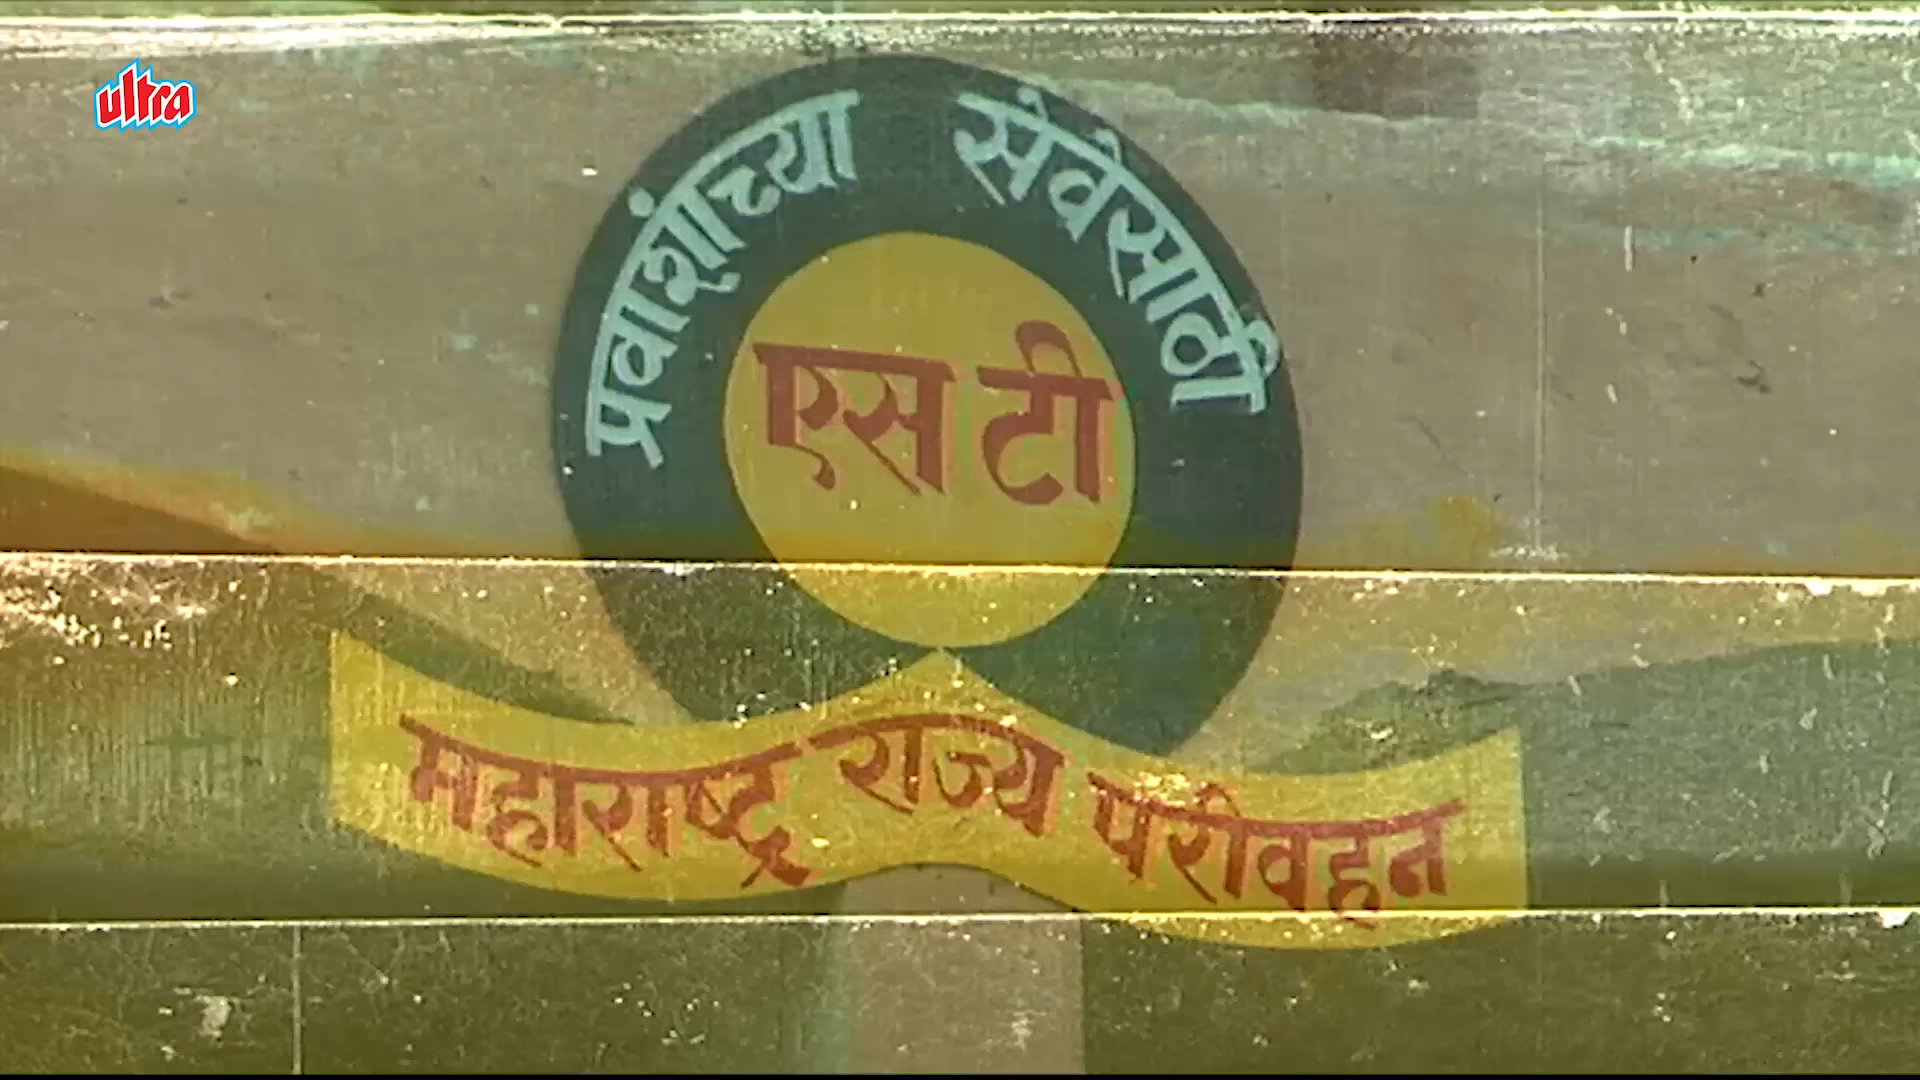 ultra
प्रवाशांच्या सेवेसाठी
एस टी
महाराष्ट्र राज्य परीवहन